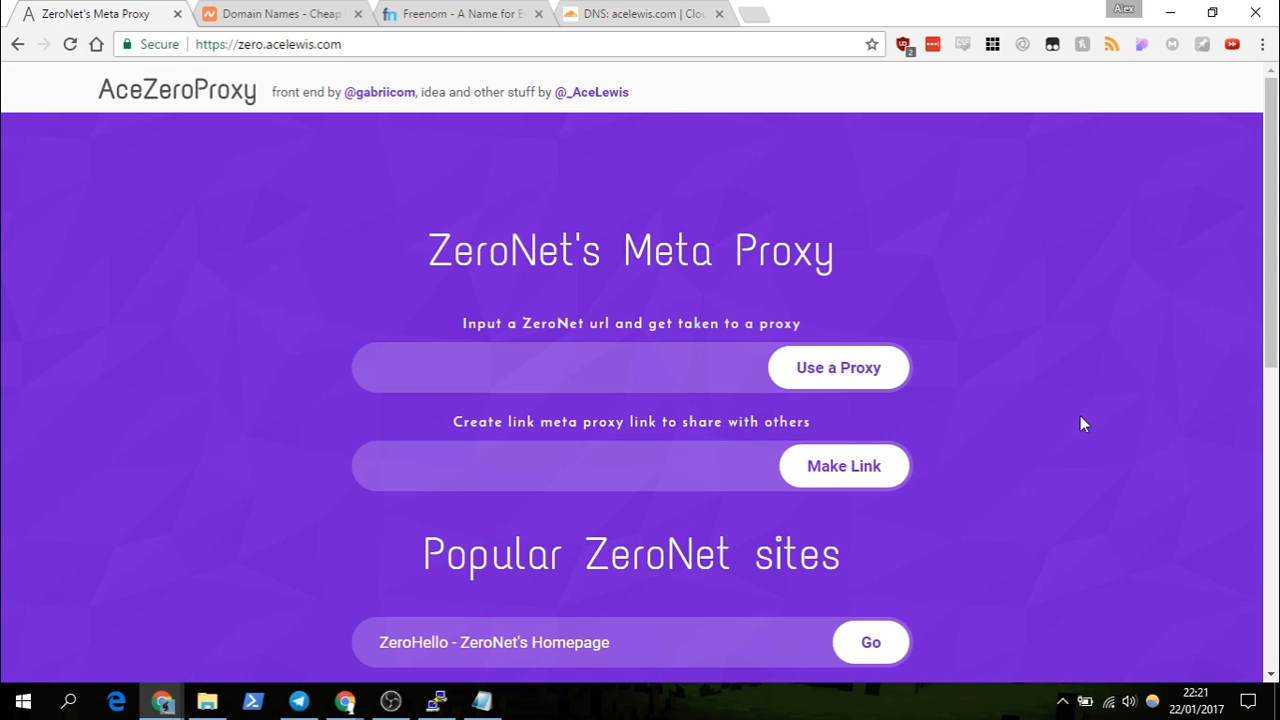 ZeroNet's Meta Proxy
Domain Names - Cheap
Freenom - A Name for E
DNS: acelewis.com | Clou
Alex
Secure
https://zero.acelewis.com
2
AceZeroProxy
front end by @gabriicom, idea and other stuff by @_AceLewis
ZeroNet's Meta Proxy
Input a ZeroNet url and get taken to a proxy
Use a Proxy
Create link meta proxy link to share with others
Make Link
Popular ZeroNet sites
ZeroHello - ZeroNet's Homepage
Go
22:21
22/01/2017